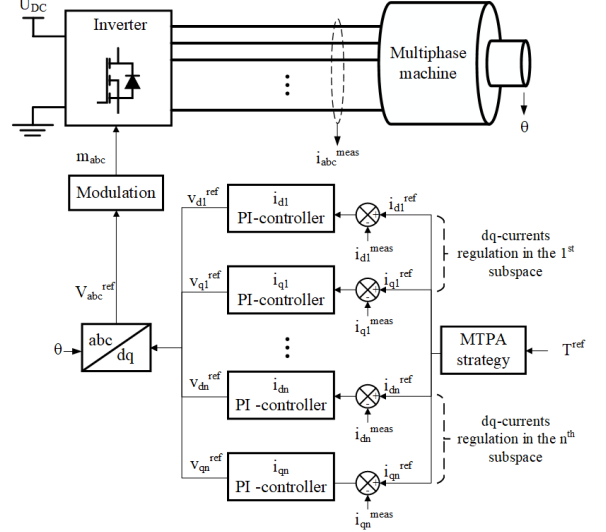 U_DC
Inverter
Multiphase
machine
θ
i_abc^meas
m_abc
Modulation
V_abc^ref
θ
abc
dq
v_d1^ref
i_d1
PI-controller
i_d1^ref
+
-
i_d1^meas
dq-currents
regulation in the 1^st
subspace
v_q1^ref
i_q1
PI-controller
i_q1^ref
+
-
i_q1^meas
MTPA
strategy
T^ref
v_dn^ref
i_dn
PI -controller
i_dn^ref
+
-
i_dn^meas
dq-currents
regulation in the n^th
subspace
v_qn^ref
i_qn
PI -controller
i_qn^ref
+
-
i_qn^meas